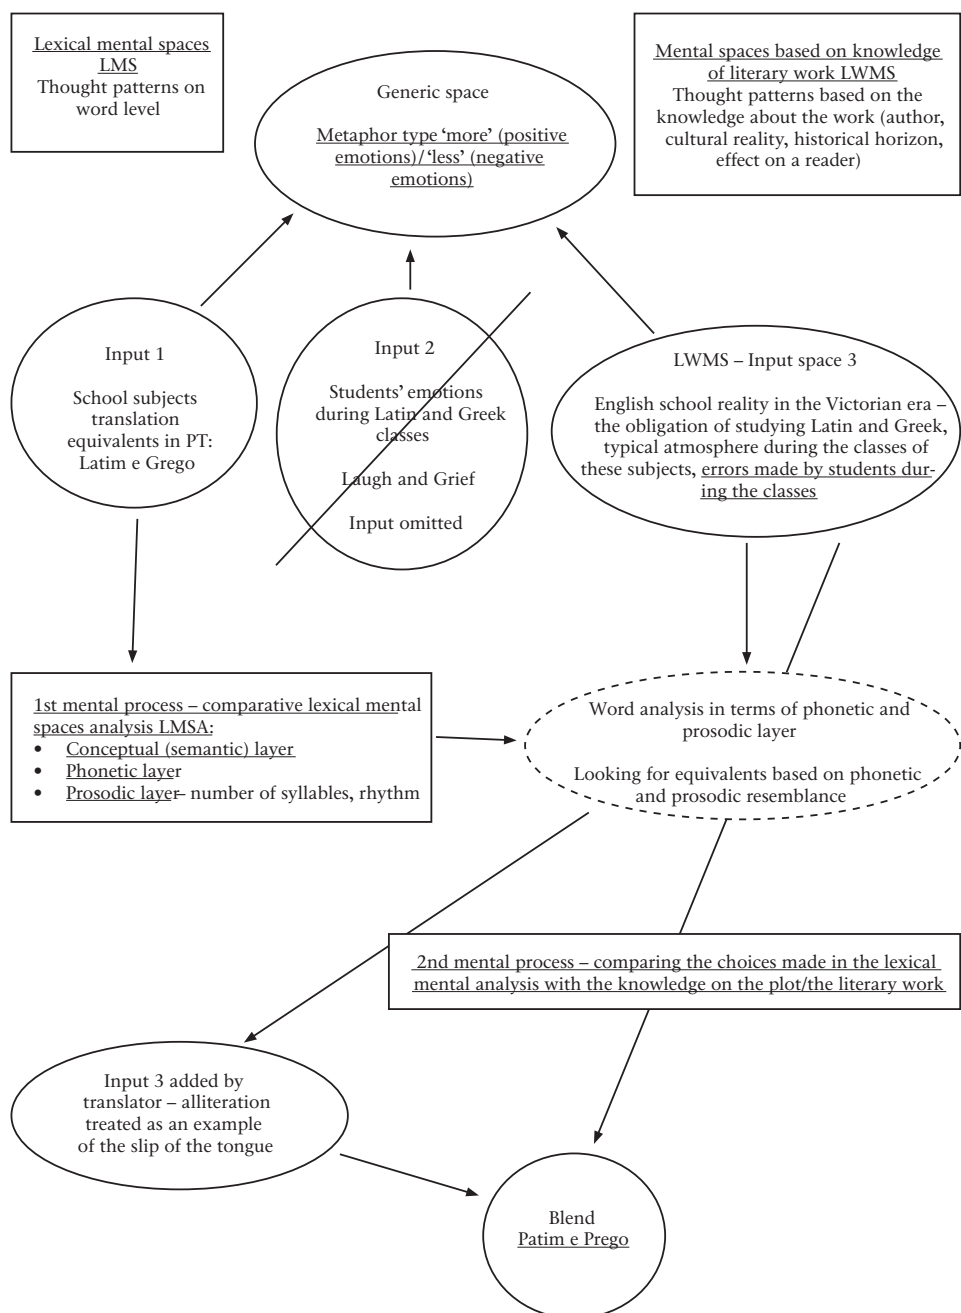 Lexical mental spaces
LMS
Thought patterns on
word level
Generic space
Metaphor type ‘more’ (positive
emotions)/‘less’ (negative
emotions)
Mental spaces based on knowledge
of literary work LWMS
Thought patterns based on the
knowledge about the work (author,
cultural reality, historical horizon,
effect on a reader)
Input 1
School subjects
translation
equivalents in PT:
Latim e Grego
Input 2
Students’ emotions
during Latin and Greek
classes
Laugh and Grief
Input omitted
LWMS – Input space 3
English school reality in the Victorian era –
the obligation of studying Latin and Greek,
typical atmosphere during the classes of
these subjects, errors made by students dur-
ing the classes
1st mental process – comparative lexical mental
spaces analysis LMSA:
• Conceptual (semantic) layer
• Phonetic layer
• Prosodic layer – number of syllables, rhythm
Word analysis in terms of phonetic and
prosodic layer
Looking for equivalents based on phonetic
and prosodic resemblance
2nd mental process – comparing the choices made in the lexical
mental analysis with the knowledge on the plot/the literary work
Input 3 added by
translator – alliteration
treated as an example
of the slip of the tongue
Blend
Patim e Prego